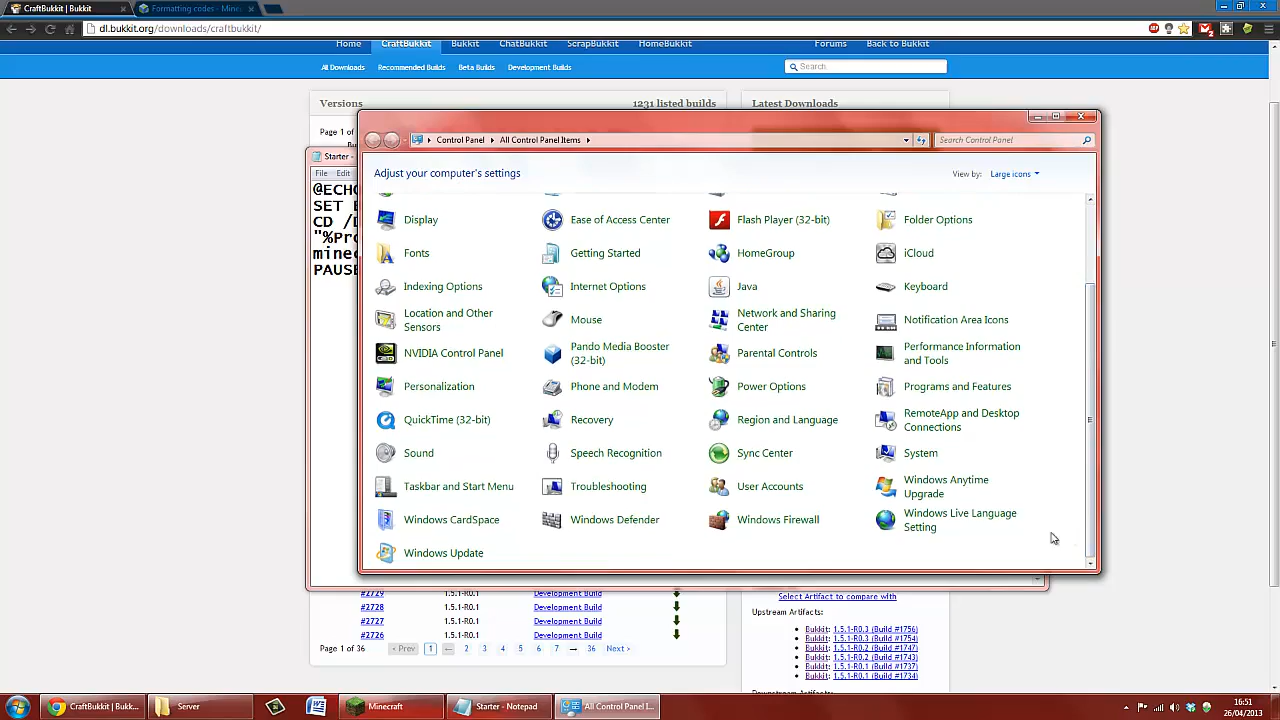 CraftBukkit | Bukkit
Formatting codes - Mine
dl.bukkit.org/downloads/craftbukkit/
Home
CraftBukkit
Bukkit
ChatBukkit
ScrapBukkit
HomeBukkit
Forums
Back to Bukkit
All Downloads
Recommended Builds
Beta Builds
Development Builds
Search
Versions
1231 listed builds
Latest Downloads
Page 1 of
Starter -
File Edit
@ECHO
SET
CD /D
"%Pro
mine
PAUSE
Control Panel
All Control Panel Items
Search Control Panel
Adjust your computer's settings
View by: Large icons
Display
Ease of Access Center
Flash Player (32-bit)
Folder Options
Fonts
Getting Started
HomeGroup
iCloud
Indexing Options
Internet Options
Java
Keyboard
Location and Other
Sensors
Mouse
Network and Sharing
Center
Notification Area Icons
NVIDIA Control Panel
Pando Media Booster
(32-bit)
Parental Controls
Performance Information
and Tools
Personalization
Phone and Modem
Power Options
Programs and Features
QuickTime (32-bit)
Recovery
Region and Language
RemoteApp and Desktop
Connections
Sound
Speech Recognition
Sync Center
System
Taskbar and Start Menu
Troubleshooting
User Accounts
Windows Anytime
Upgrade
Windows CardSpace
Windows Defender
Windows Firewall
Windows Live Language
Setting
Windows Update
#2729 1.5.1-R0.1 Development Build
#2728 1.5.1-R0.1 Development Build
#2727 1.5.1-R0.1 Development Build
#2726 1.5.1-R0.1 Development Build
Page 1 of 36 < Prev 1 ← 2 3 4 5 6 7 → 36 Next >
Select Artifact to compare with
Upstream Artifacts:
Bukkit: 1.5.1-R0.3 (Build #1756)
Bukkit: 1.5.1-R0.3 (Build #1754)
Bukkit: 1.5.1-R0.2 (Build #1747)
Bukkit: 1.5.1-R0.2 (Build #1743)
Bukkit: 1.5.1-R0.1 (Build #1737)
Bukkit: 1.5.1-R0.1 (Build #1734)
Downstream Artifacts:
CraftBukkit | Bukk...
Server
Minecraft
Starter - Notepad
All Control Panel I...
16:51
26/04/2013